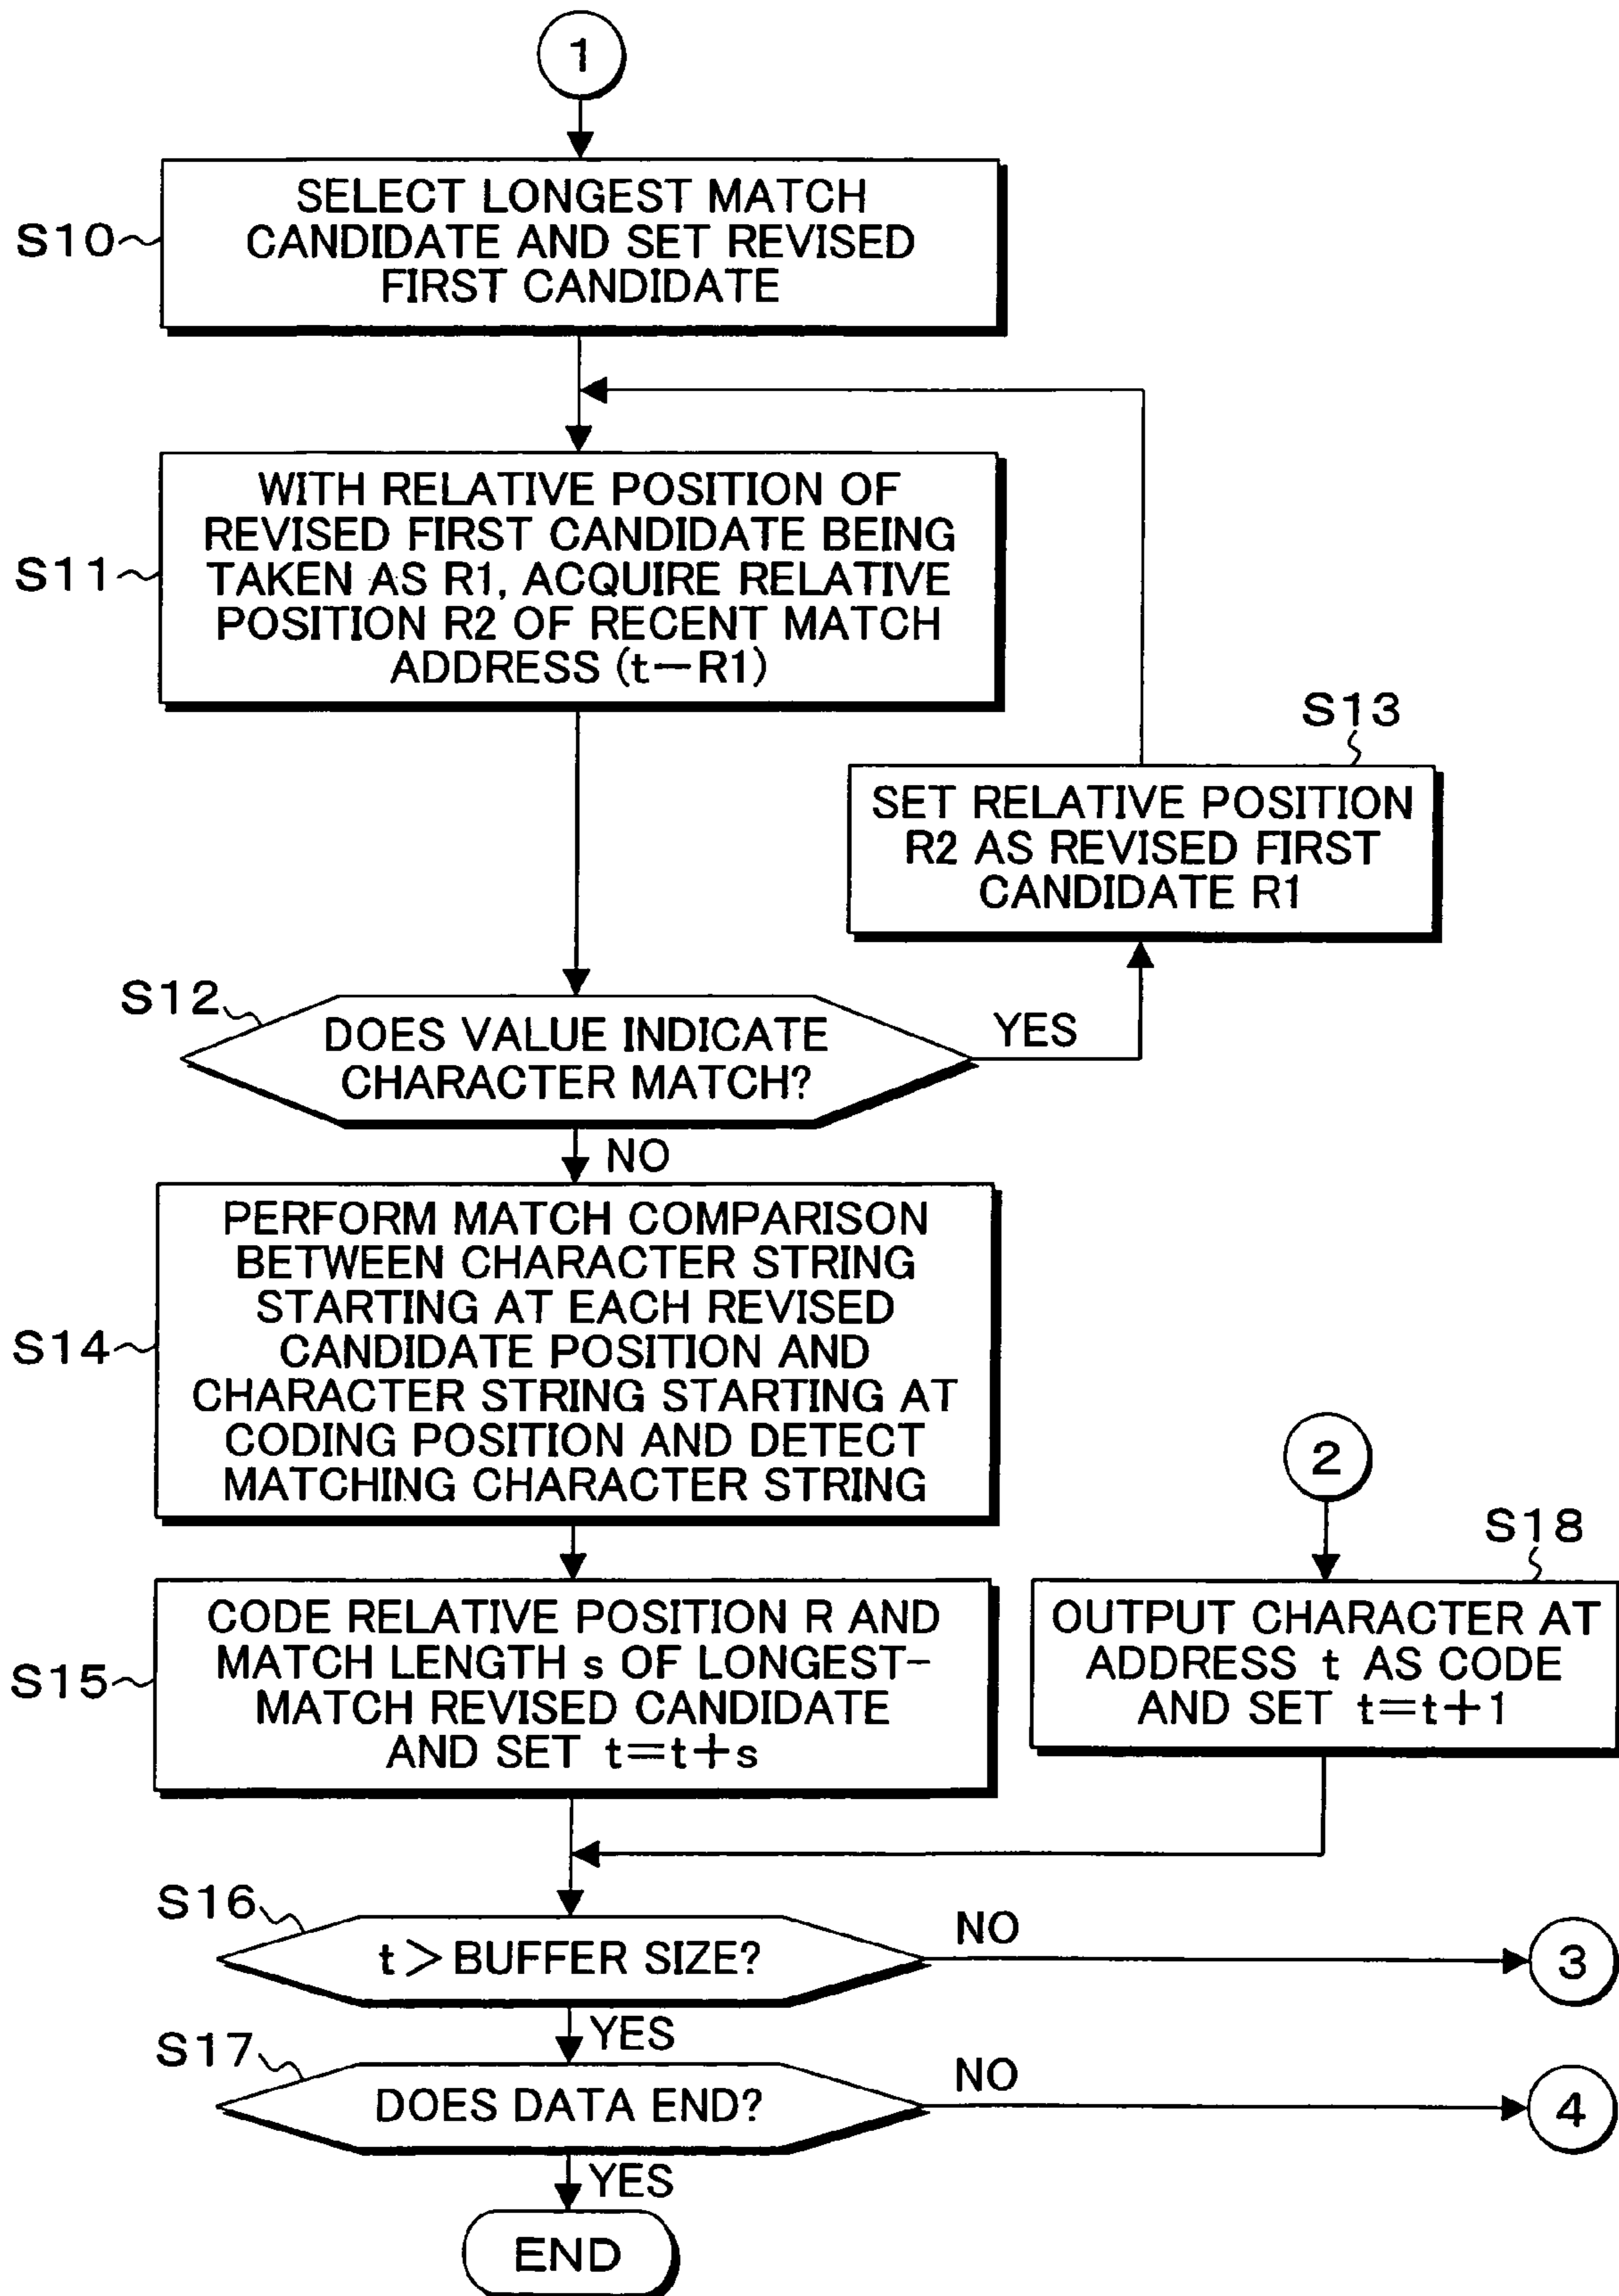 1
S10
SELECT LONGEST MATCH
CANDIDATE AND SET REVISED
FIRST CANDIDATE
S11
WITH RELATIVE POSITION OF
REVISED FIRST CANDIDATE BEING
TAKEN AS R1, ACQUIRE RELATIVE
POSITION R2 OF RECENT MATCH
ADDRESS (t—R1)
S13
SET RELATIVE POSITION
R2 AS REVISED FIRST
CANDIDATE R1
S12
DOES VALUE INDICATE
CHARACTER MATCH?
YES
NO
S14
PERFORM MATCH COMPARISON
BETWEEN CHARACTER STRING
STARTING AT EACH REVISED
CANDIDATE POSITION AND
CHARACTER STRING STARTING AT
CODING POSITION AND DETECT
MATCHING CHARACTER STRING
2
S15
CODE RELATIVE POSITION R AND
MATCH LENGTH s OF LONGEST-
MATCH REVISED CANDIDATE
AND SET t=t+s
S18
OUTPUT CHARACTER AT
ADDRESS t AS CODE
AND SET t=t+1
S16
t > BUFFER SIZE?
NO
3
YES
S17
DOES DATA END?
NO
4
YES
END